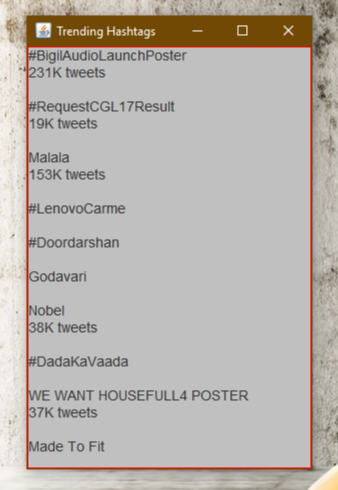 Trending Hashtags
#BigilAudioLaunchPoster
231K tweets
#RequestCGL17Result
19K tweets
Malala
153K tweets
#LenovoCarme
#Doordarshan
Godavari
Nobel
38K tweets
#DadaKaVaada
WE WANT HOUSEFULL4 POSTER
37K tweets
Made To Fit